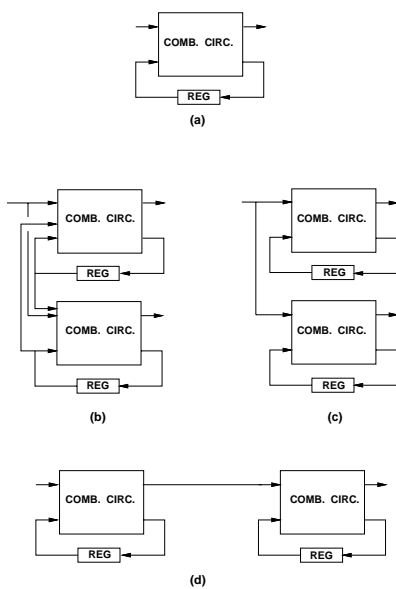 COMB. CIRC.
REG
(a)
COMB. CIRC.
REG
COMB. CIRC.
REG
(b)
COMB. CIRC.
REG
COMB. CIRC.
REG
(c)
COMB. CIRC.
REG
COMB. CIRC.
REG
(d)